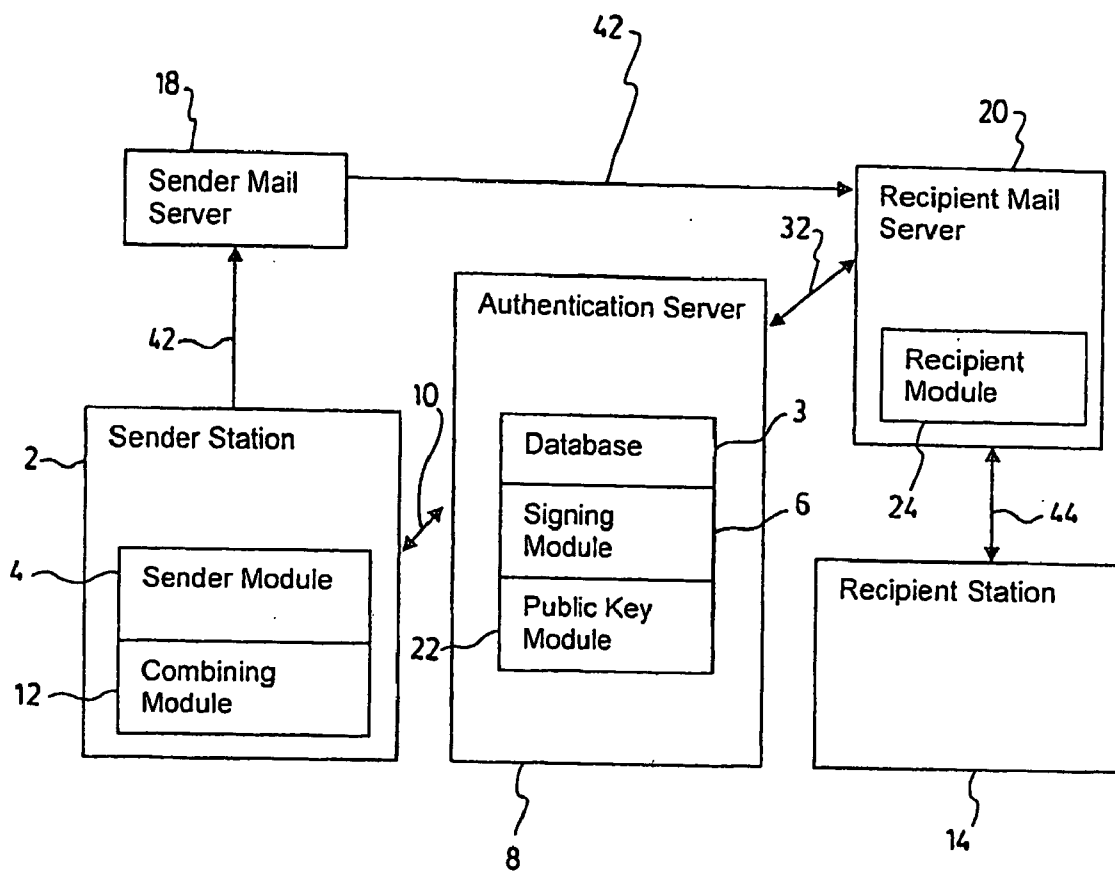 42
18
20
Sender Mail
Server
Recipient Mail
Server
32
Authentication Server
42
Recipient
Module
10
Sender Station
3
2
Database
24
6
44
Signing
Module
4
Sender Module
Recipient Station
Public Key
Module
22
Combining
Module
12
14
8